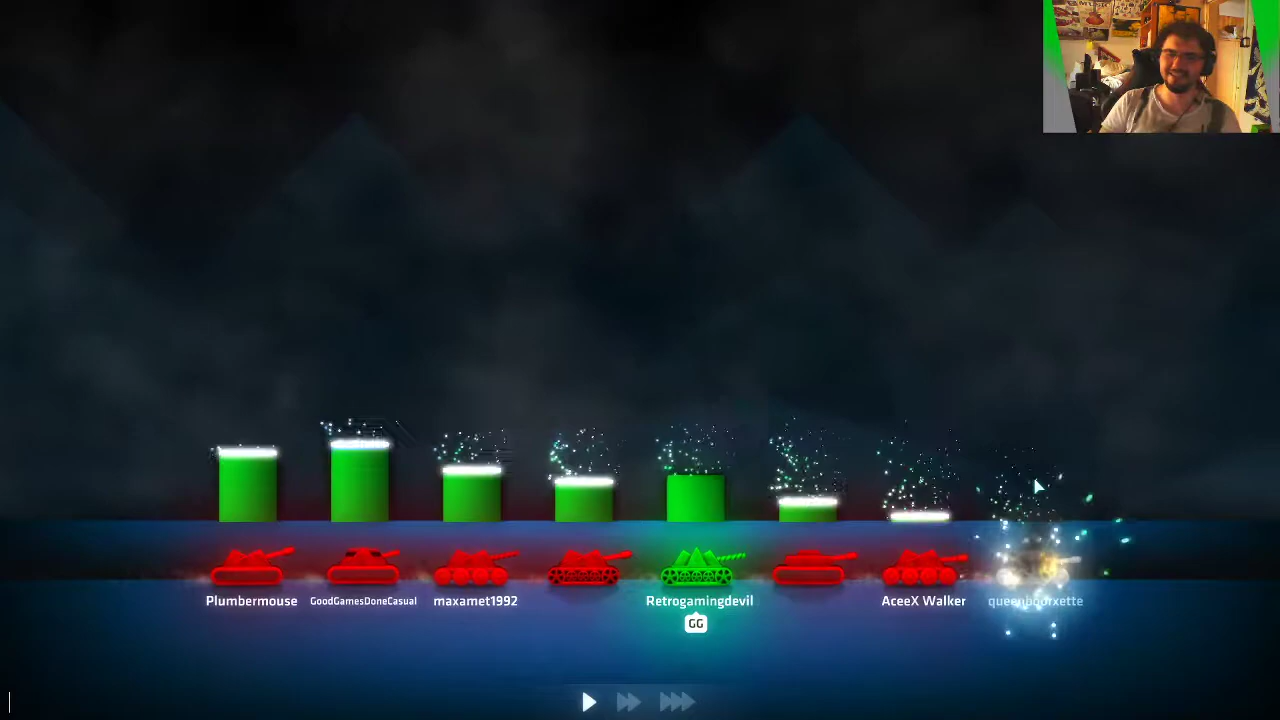 Plumbermouse
GoodGamesDoneCasual
maxamet1992
Retrogamingdevil
AceeX Walker
GG